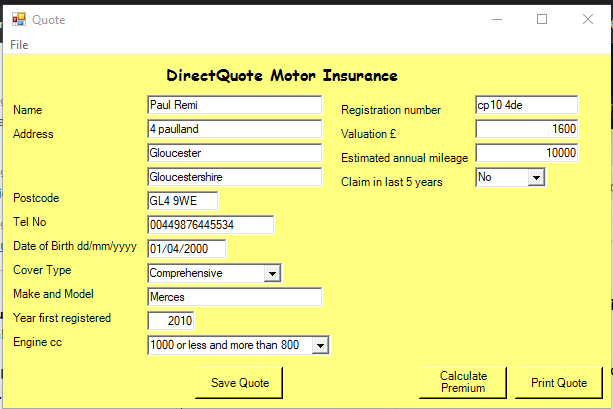 Quote
File
DirectQuote Motor Insurance
Name Paul Remi Registration number cp10 4de
Address 4 paulland Valuation £ 1600
Gloucester Estimated annual mileage 10000
Gloucestershire Claim in last 5 years No
Postcode GL4 9WE
Tel No 00449876445534
Date of Birth dd/mm/yyyy 01/04/2000
Cover Type Comprehensive
Make and Model Merces
Year first registered 2010
Engine cc 1000 or less and more than 800
Save Quote Calculate Premium Print Quote